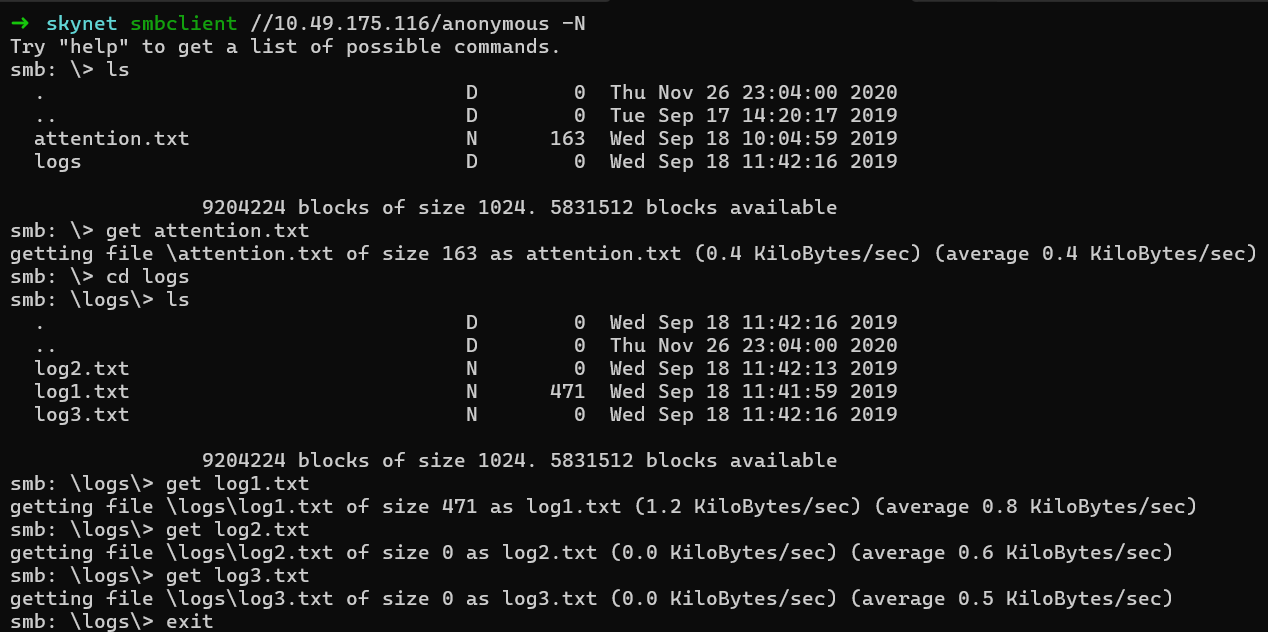 → skynet smbclient //10.49.175.116/anonymous -N
Try "help" to get a list of possible commands.
smb: \> ls
  .                                   D        0  Thu Nov 26 23:04:00 2020
  ..                                  D        0  Tue Sep 17 14:20:17 2019
  attention.txt                       N      163  Wed Sep 18 10:04:59 2019
  logs                                D        0  Wed Sep 18 11:42:16 2019

                9204224 blocks of size 1024. 5831512 blocks available
smb: \> get attention.txt
getting file \attention.txt of size 163 as attention.txt (0.4 KiloBytes/sec) (average 0.4 KiloBytes/sec)
smb: \> cd logs
smb: \logs\> ls
  .                                   D        0  Wed Sep 18 11:42:16 2019
  ..                                  D        0  Thu Nov 26 23:04:00 2020
  log2.txt                            N        0  Wed Sep 18 11:42:13 2019
  log1.txt                            N      471  Wed Sep 18 11:41:59 2019
  log3.txt                            N        0  Wed Sep 18 11:42:16 2019

                9204224 blocks of size 1024. 5831512 blocks available
smb: \logs\> get log1.txt
getting file \logs\log1.txt of size 471 as log1.txt (1.2 KiloBytes/sec) (average 0.8 KiloBytes/sec)
smb: \logs\> get log2.txt
getting file \logs\log2.txt of size 0 as log2.txt (0.0 KiloBytes/sec) (average 0.6 KiloBytes/sec)
smb: \logs\> get log3.txt
getting file \logs\log3.txt of size 0 as log3.txt (0.0 KiloBytes/sec) (average 0.5 KiloBytes/sec)
smb: \logs\> exit